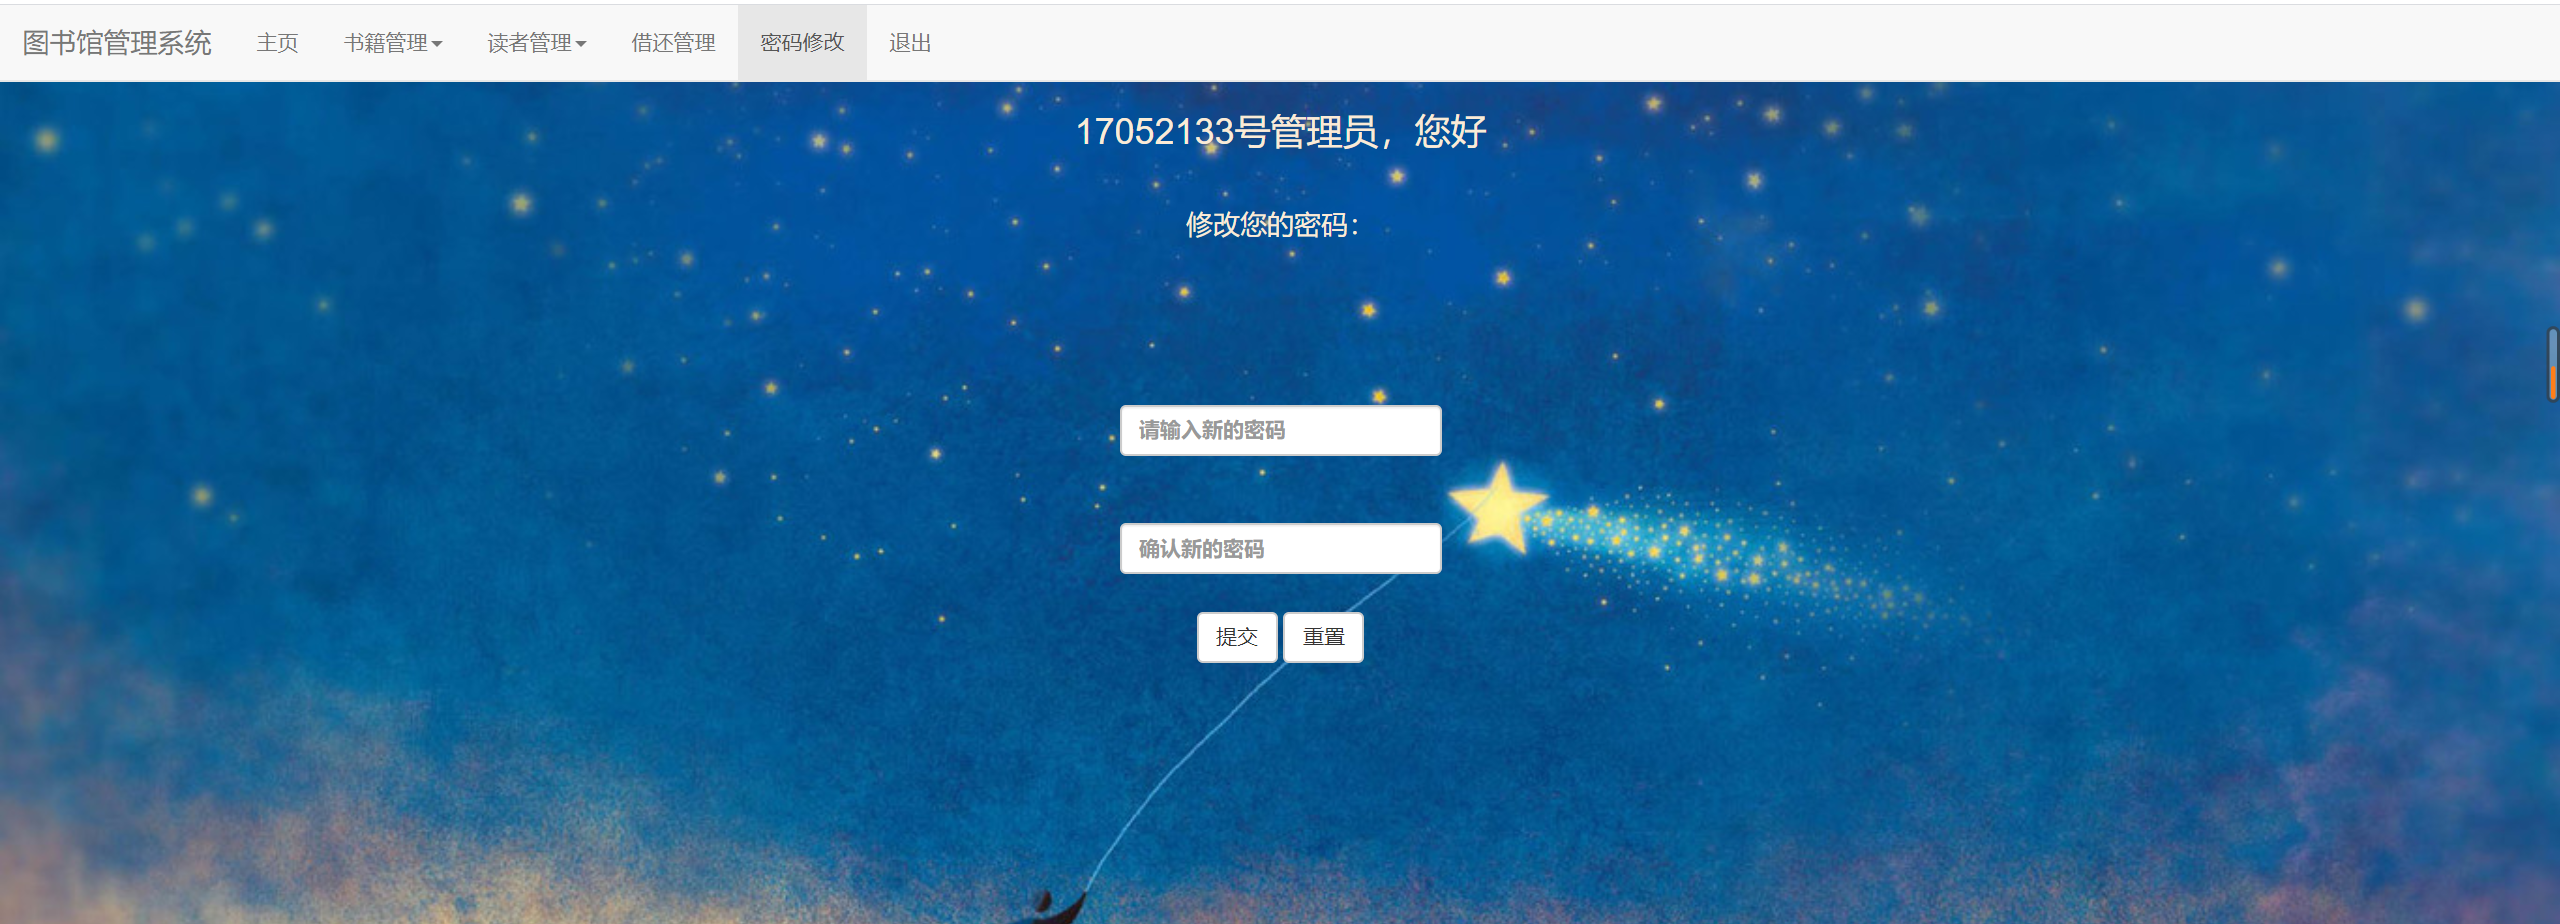 图书馆管理系统 主页 书籍管理 读者管理 借还管理 密码修改 退出
17052133号管理员，您好
修改您的密码：
请输入新的密码
确认新的密码
提交 重置